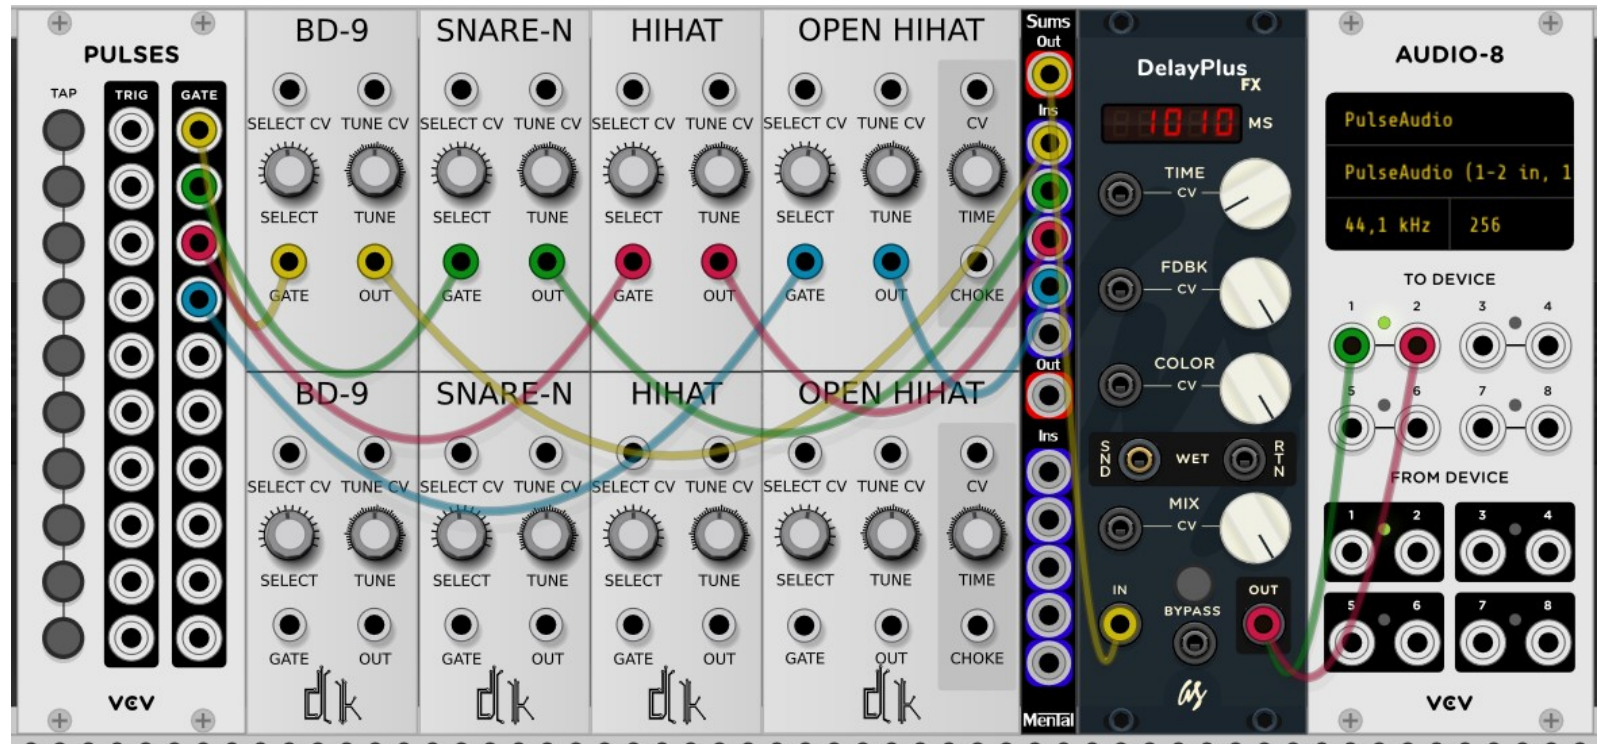 PULSES
TAP TRIG GATE
VCV
BD-9
SELECT CV TUNE CV
SELECT TUNE
GATE OUT
SNARE-N
SELECT CV TUNE CV
SELECT TUNE
GATE OUT
HIHAT
SELECT CV TUNE CV
SELECT TUNE
GATE OUT
OPEN HIHAT
SELECT CV TUNE CV CV
SELECT TUNE TIME
GATE OUT CHOKE
BD-9
SELECT CV TUNE CV
SELECT TUNE
GATE OUT
dtk
SNARE-N
SELECT CV TUNE CV
SELECT TUNE
GATE OUT
dtk
HIHAT
SELECT CV TUNE CV
SELECT TUNE
GATE OUT
dtk
OPEN HIHAT
SELECT CV TUNE CV CV
SELECT TUNE TIME
GATE OUT CHOKE
dtk
Sums
Out
Ins
Out
Ins
Mental
DelayPlus
FX
1010 MS
TIME
CV
FDBK
CV
COLOR
CV
SND WET RTN
MIX
CV
IN BYPASS OUT
as
AUDIO-8
PulseAudio
PulseAudio (1-2 in, 1
44,1 kHz 256
TO DEVICE
1 2 3 4
5 6 7 8
FROM DEVICE
1 2 3 4
5 6 7 8
VCV